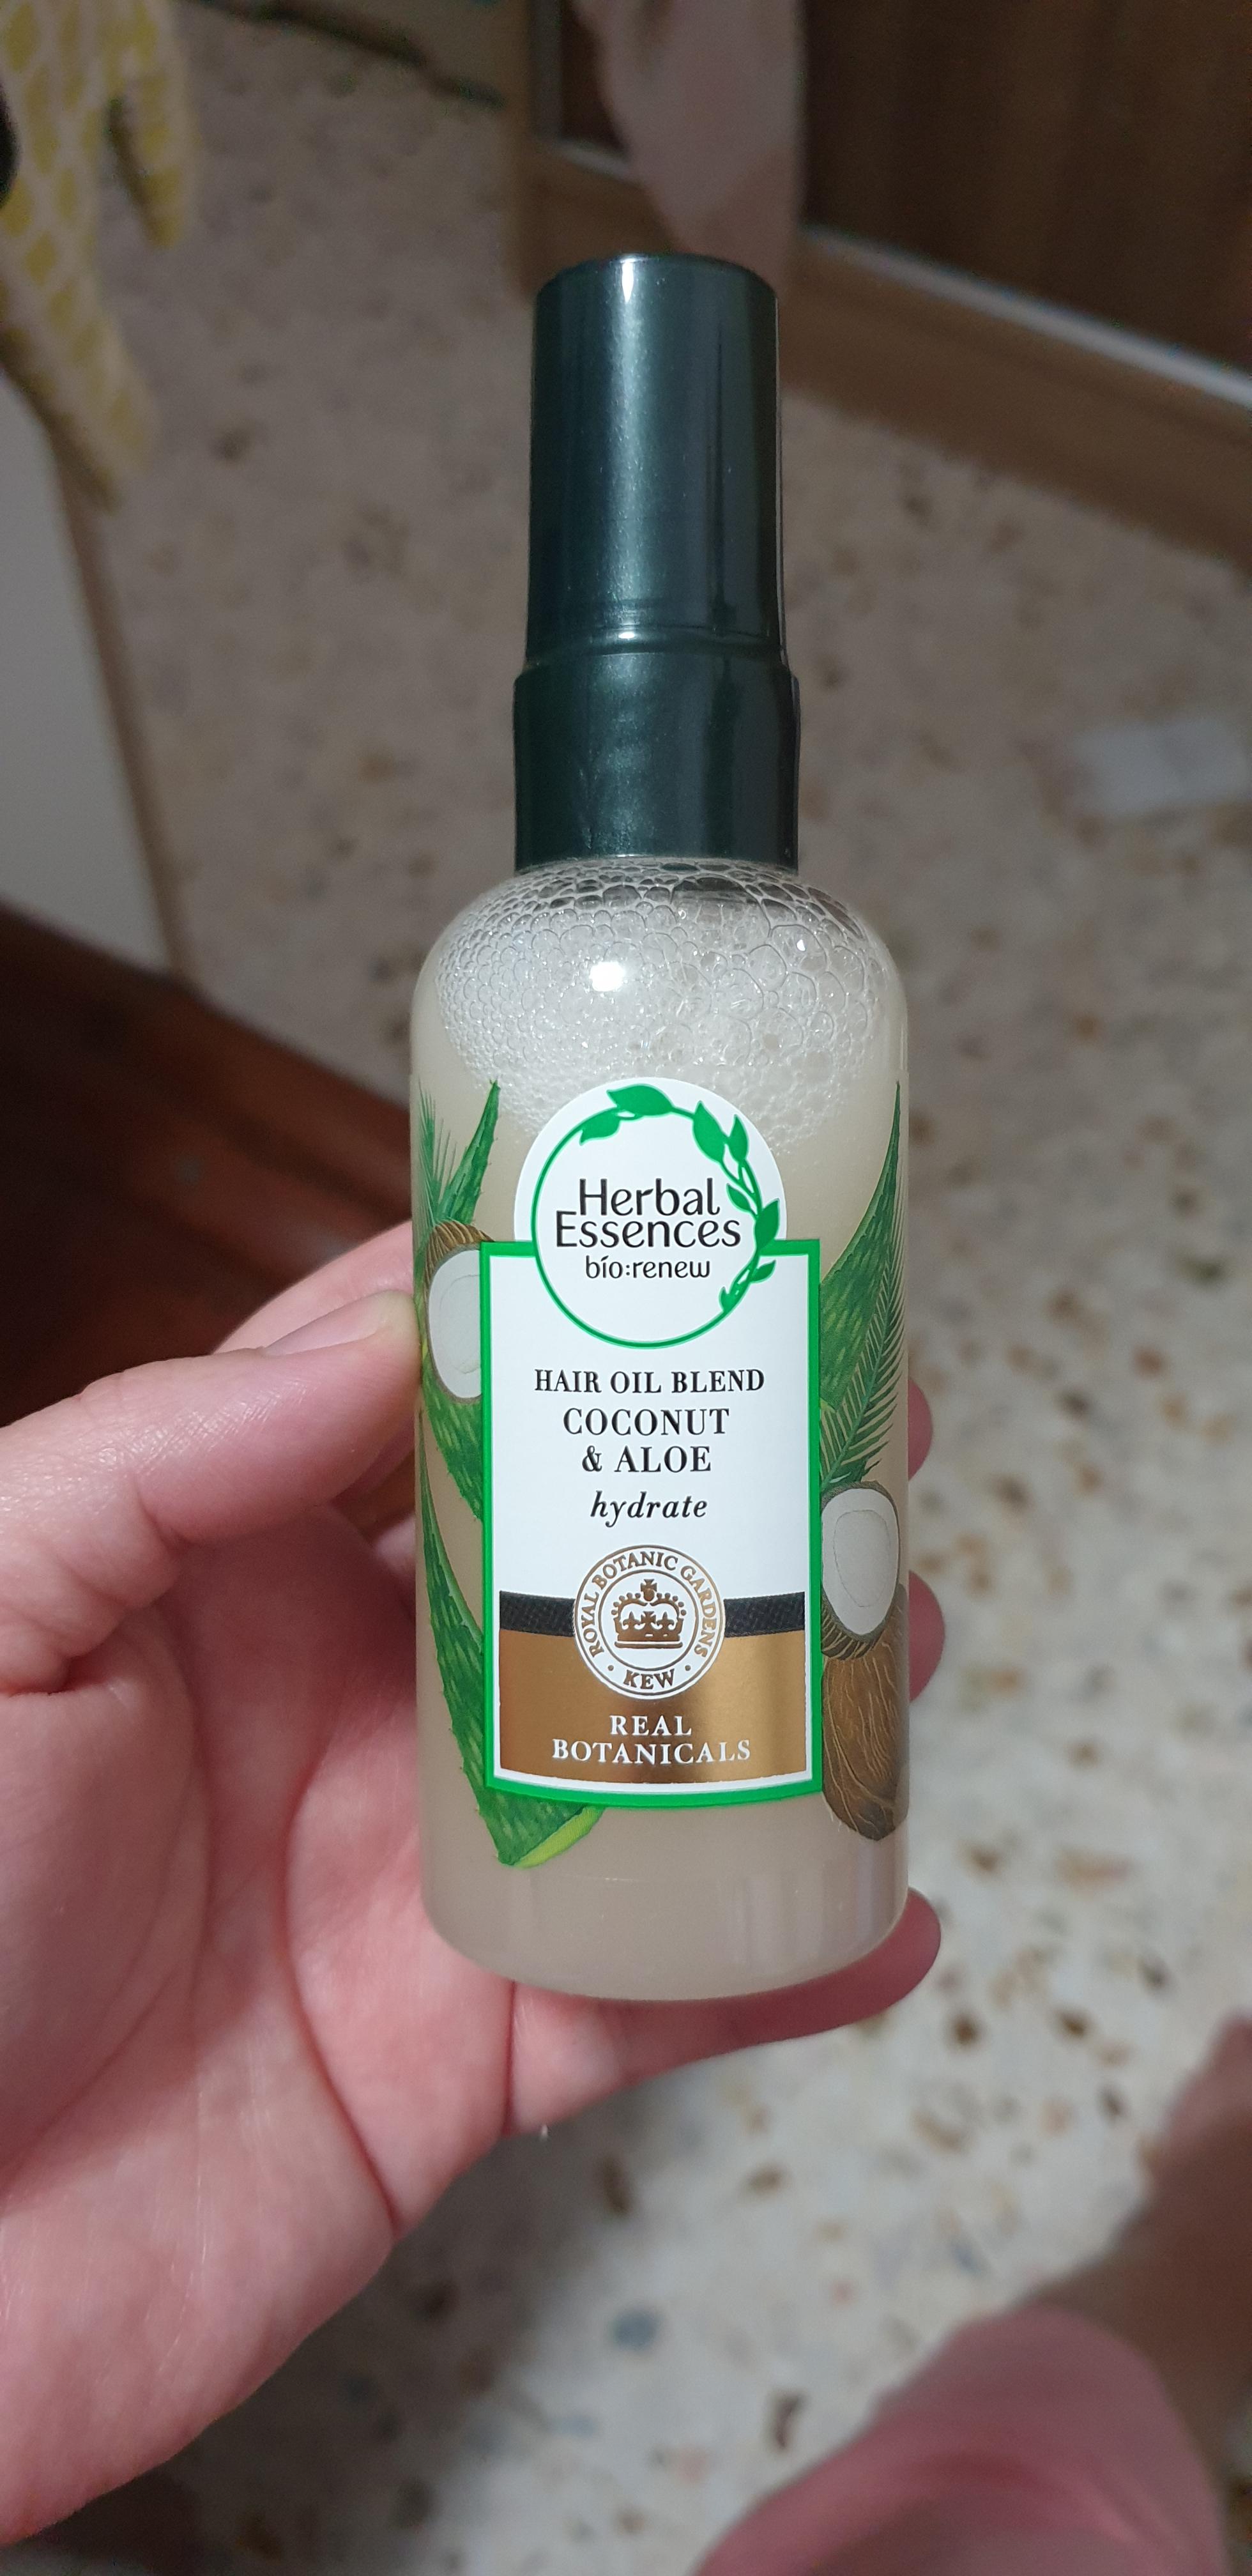 Herbal
Essences
bío:renew
HAIR OIL BLEND
COCONUT
& ALOE
hydrate
ROYAL BOTANIC GARDENS
• KEW •
REAL
BOTANICALS